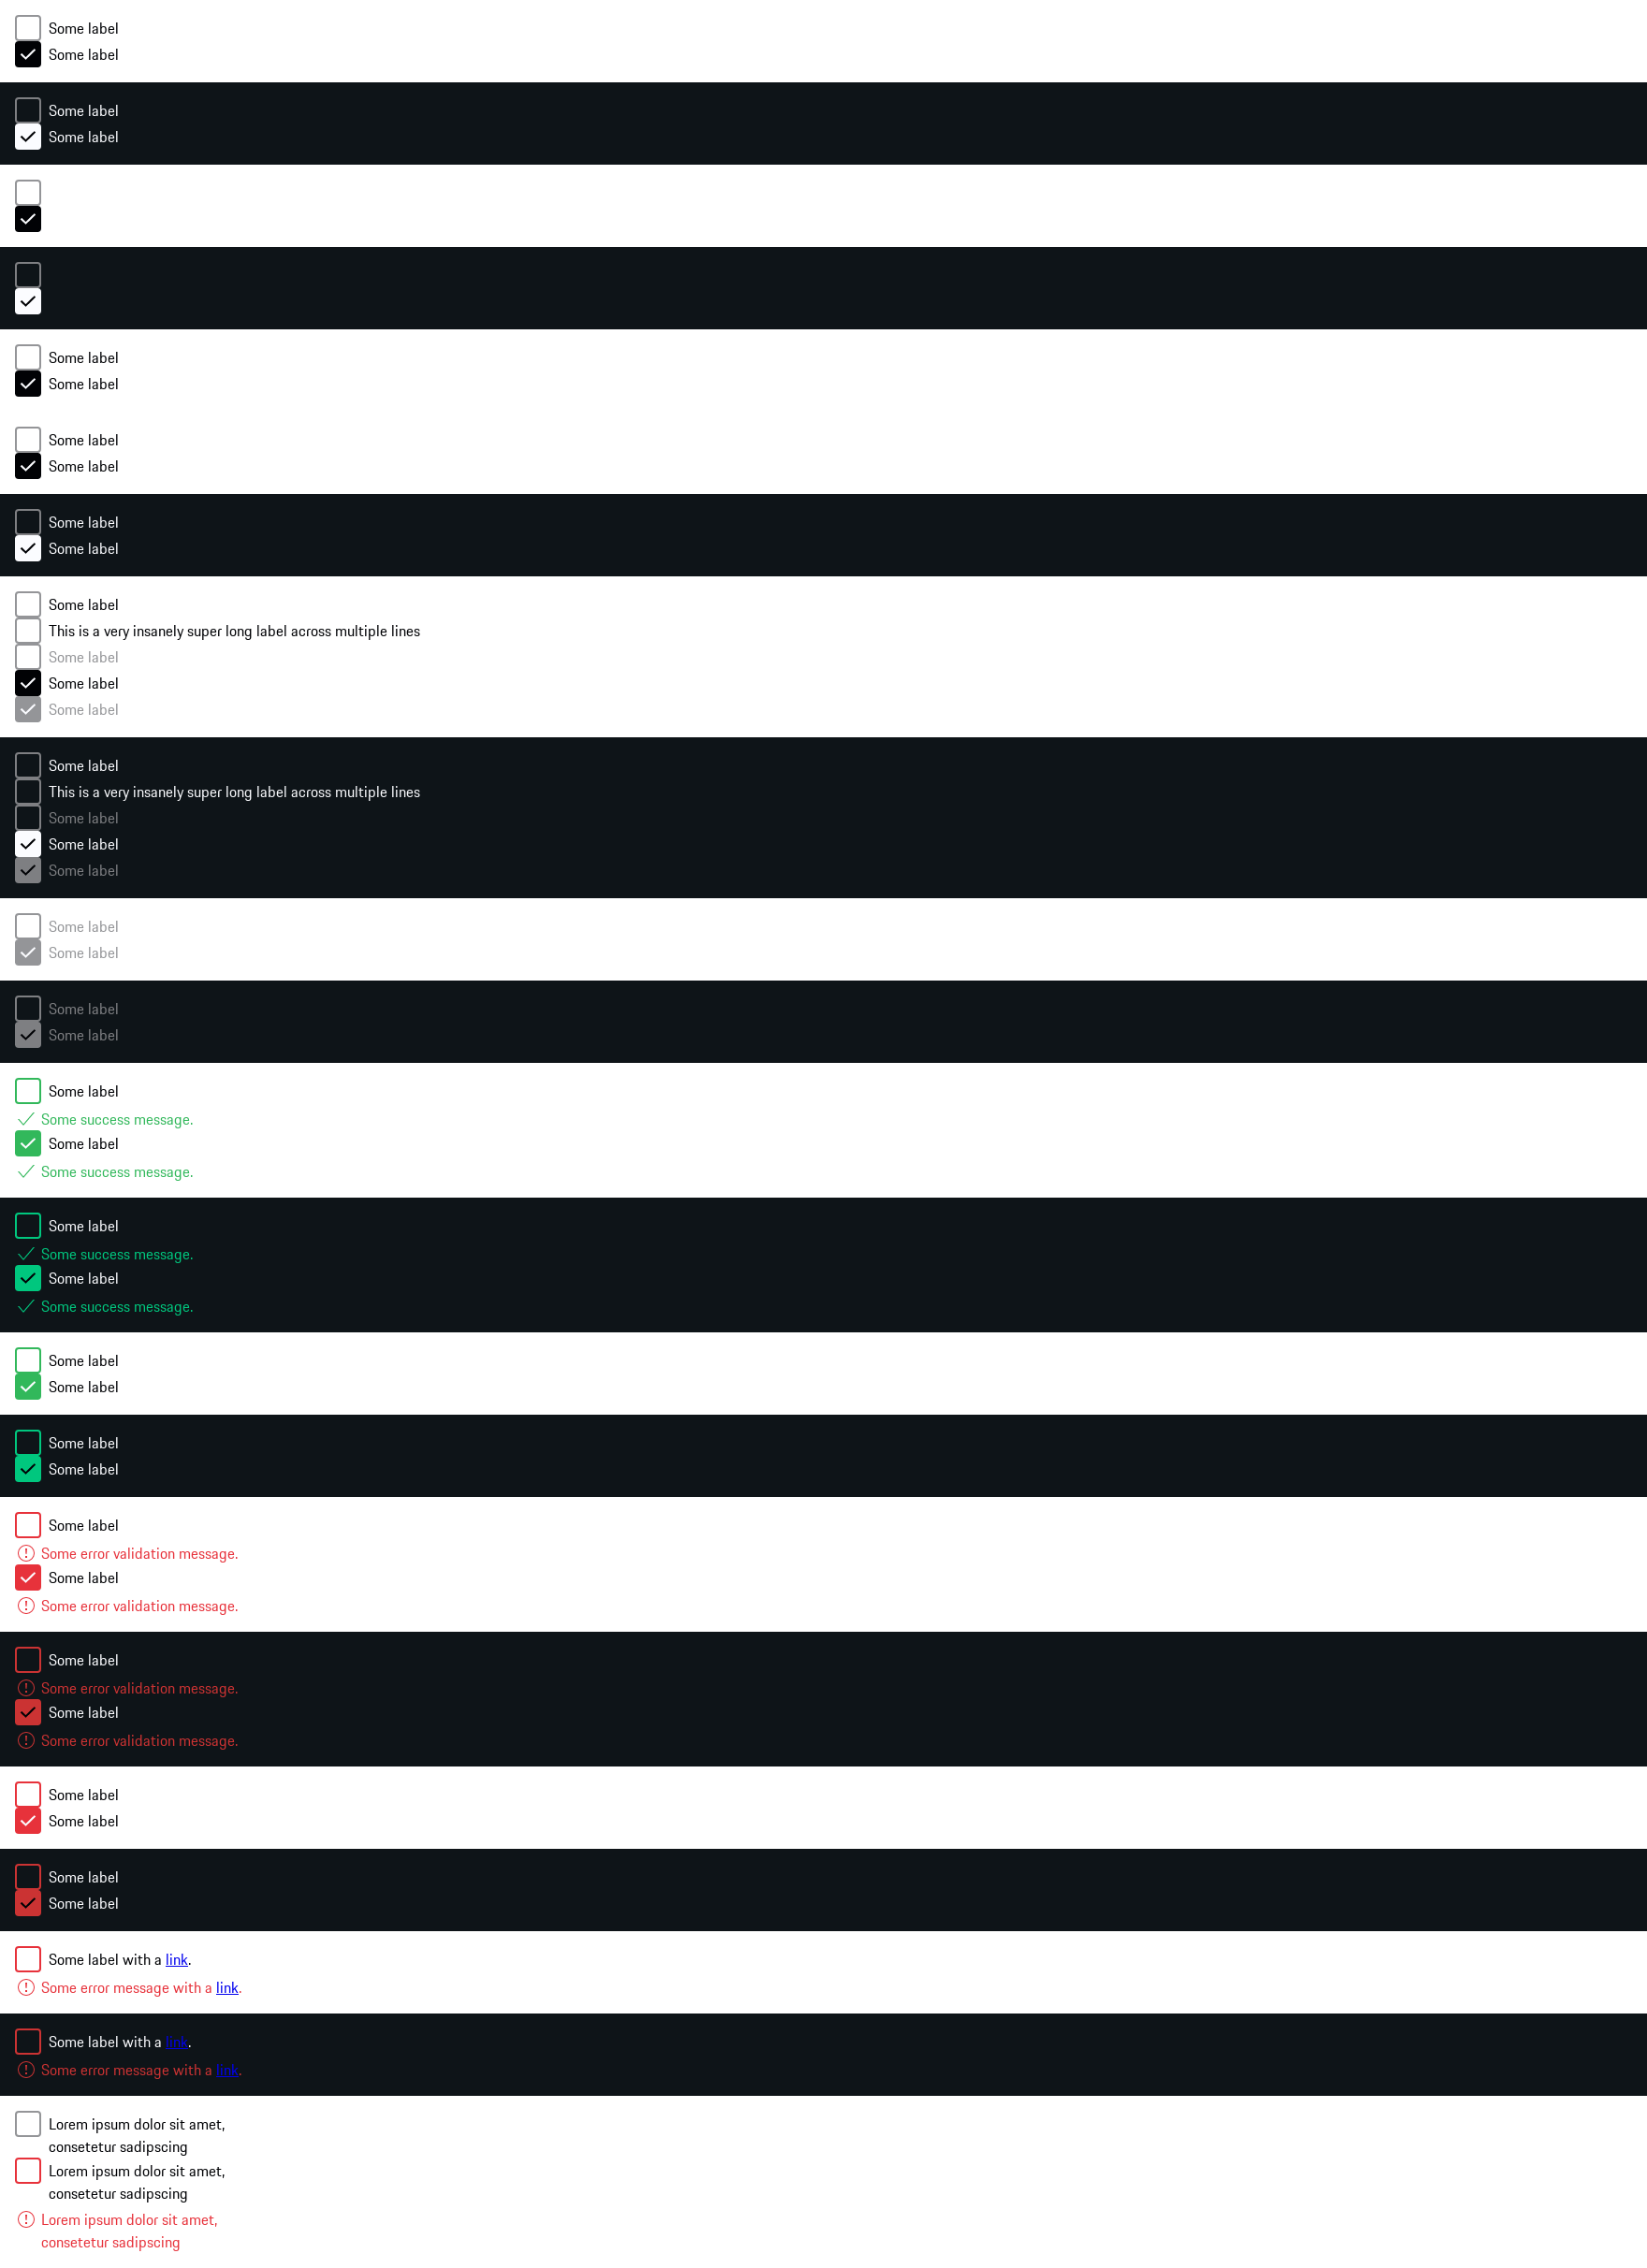 Some label
Some label
Some label
Some label
Some label
Some label
Some label
Some label
Some label
Some label
Some label
This is a very insanely super long label across multiple lines
Some label
Some label
Some label
Some label
This is a very insanely super long label across multiple lines
Some label
Some label
Some label
Some label
Some label
Some label
Some label
Some label
Some success message.
Some label
Some success message.
Some label
Some success message.
Some label
Some success message.
Some label
Some label
Some label
Some label
Some label
Some error validation message.
Some label
Some error validation message.
Some label
Some error validation message.
Some label
Some error validation message.
Some label
Some label
Some label
Some label
Some label with a link.
Some error message with a link.
Some label with a link.
Some error message with a link.
Lorem ipsum dolor sit amet,
consetetur sadipscing
Lorem ipsum dolor sit amet,
consetetur sadipscing
Lorem ipsum dolor sit amet,
consetetur sadipscing